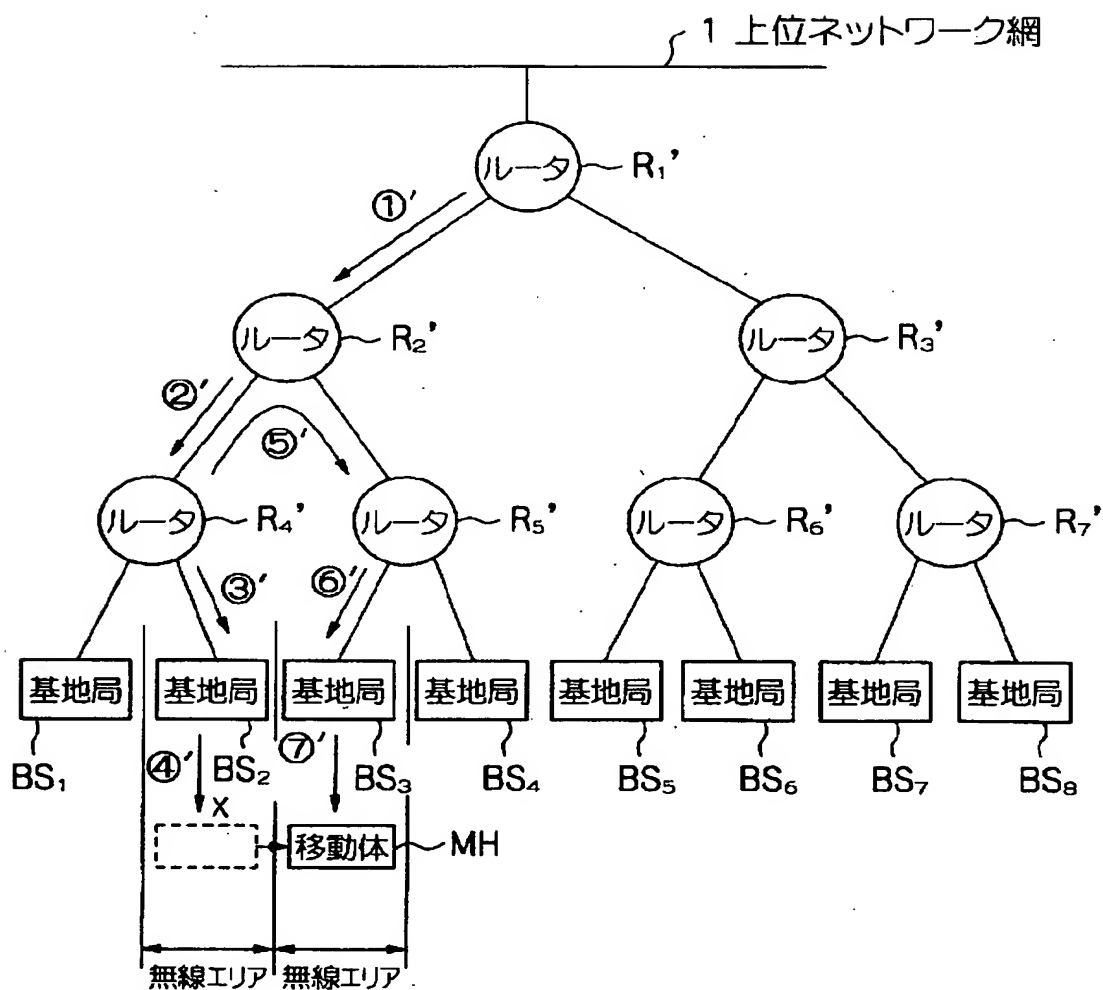 1 上位ネットワーク網
ルータ
R₁'
①'
ルータ
R₂'
ルータ
R₃'
②'
⑤'
ルータ
R₄'
ルータ
R₅'
ルータ
R₆'
ルータ
R₇'
③'
⑥'
基地局
基地局
基地局
基地局
基地局
基地局
基地局
基地局
④'
⑦'
BS₁
BS₂
BS₃
BS₄
BS₅
BS₆
BS₇
BS₈
X
移動体
MH
無線エリア
無線エリア